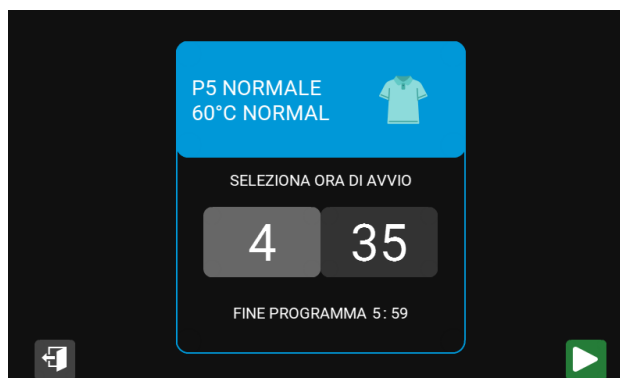 P5 NORMALE
60°C NORMAL
SELEZIONA ORA DI AVVIO
4 35
FINE PROGRAMMA 5:59